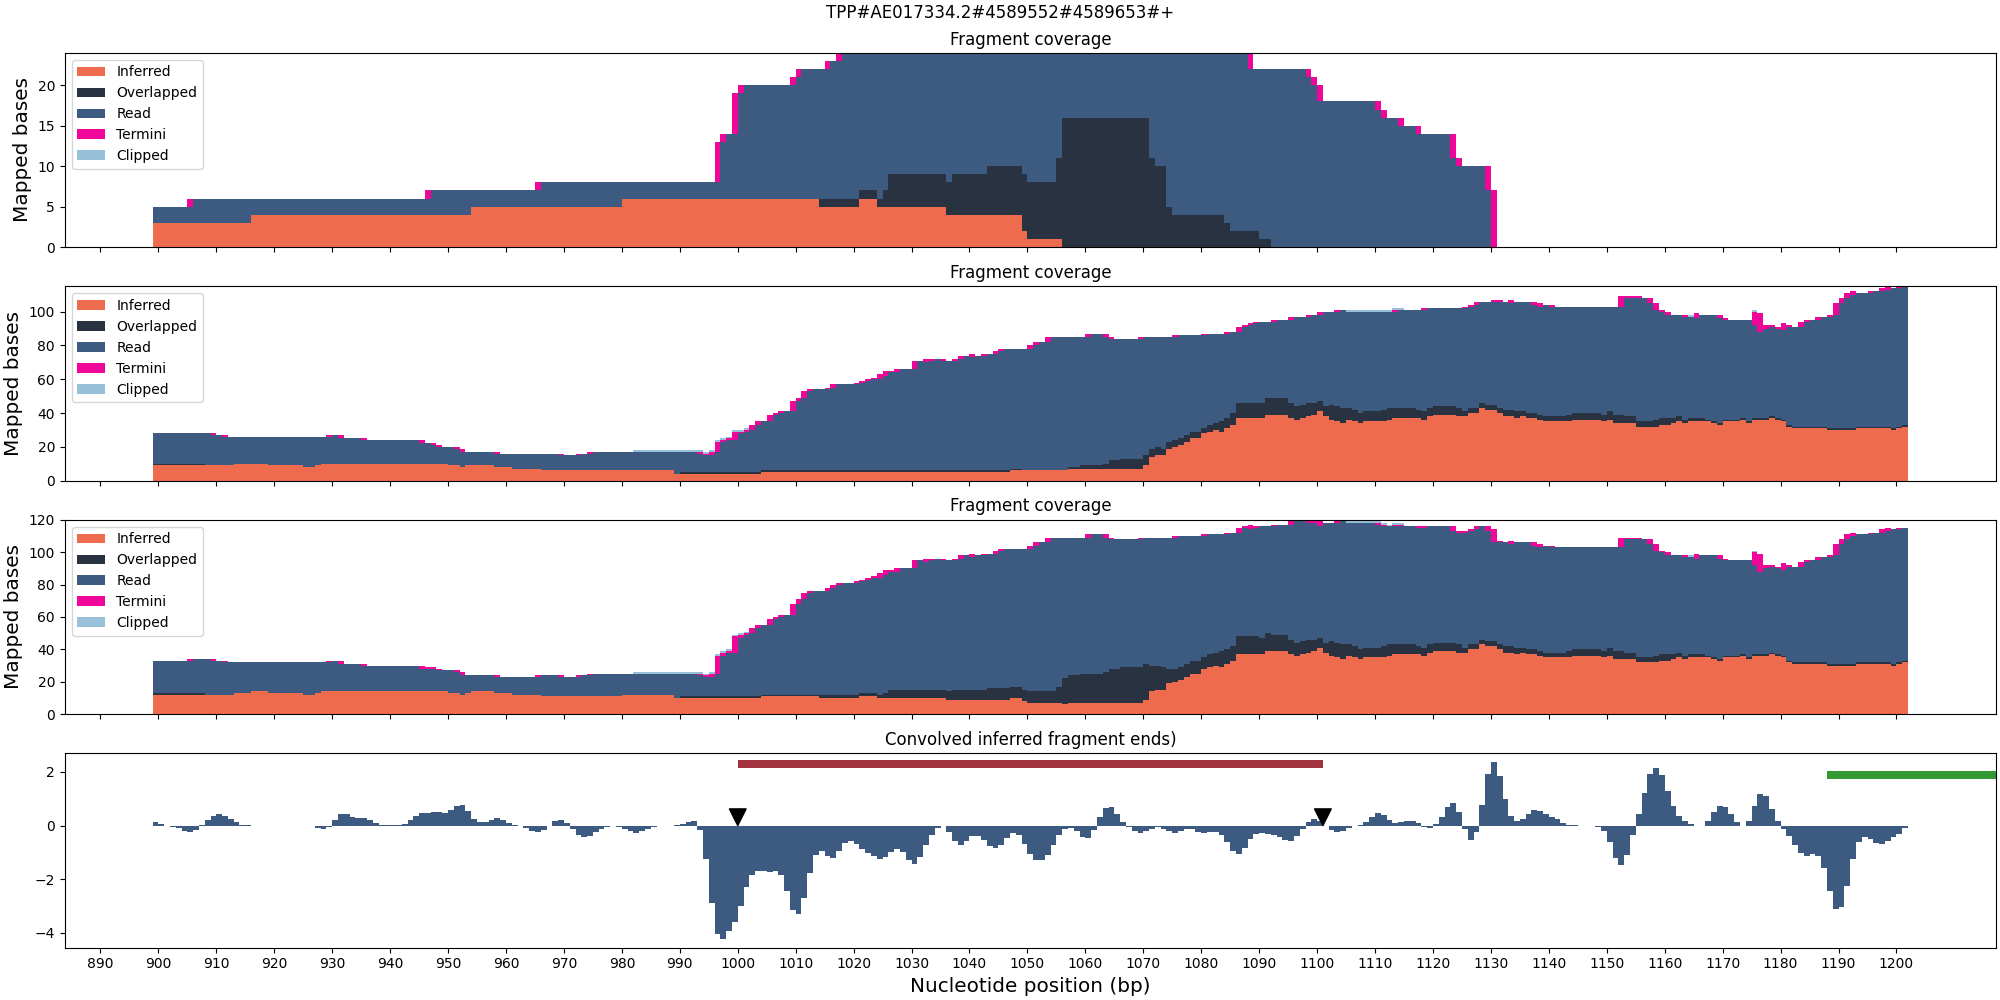 TPP#AE017334.2#4589552#4589653#+
Fragment coverage
Mapped bases
20
15
10
5
0
Inferred
Overlapped
Read
Termini
Clipped
Fragment coverage
Mapped bases
100
80
60
40
20
0
Inferred
Overlapped
Read
Termini
Clipped
Fragment coverage
Mapped bases
120
100
80
60
40
20
0
Inferred
Overlapped
Read
Termini
Clipped
Convolved inferred fragment ends)
2
0
−2
−4
890 900 910 920 930 940 950 960 970 980 990 1000 1010 1020 1030 1040 1050 1060 1070 1080 1090 1100 1110 1120 1130 1140 1150 1160 1170 1180 1190 1200
Nucleotide position (bp)